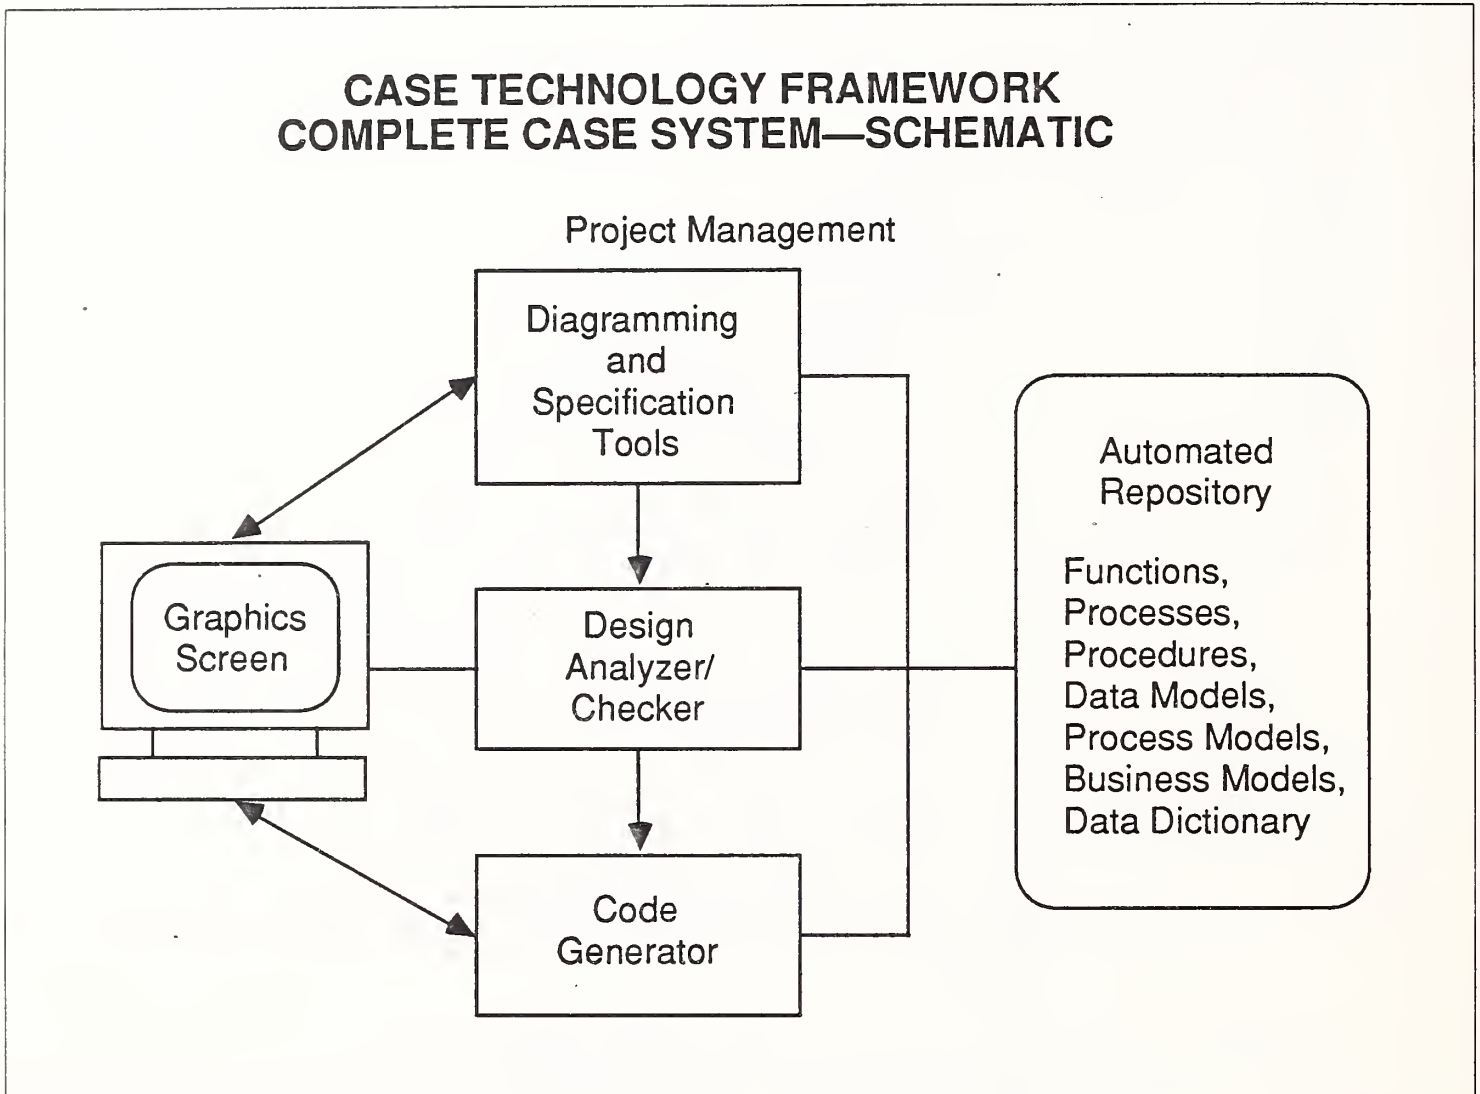 CASE TECHNOLOGY FRAMEWORK
COMPLETE CASE SYSTEM—SCHEMATIC
Project Management
Diagramming
and
Specification
Tools
Automated
Repository
Graphics
Screen
Design
Analyzer/
Checker
Functions,
Processes,
Procedures,
Data Models,
Process Models,
Business Models,
Data Dictionary
Code
Generator